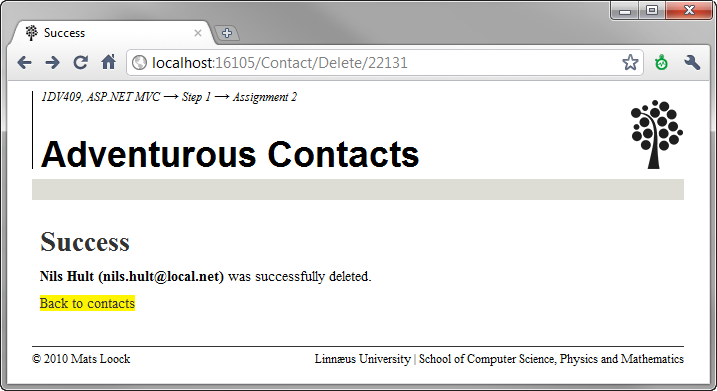 Success
localhost:16105/Contact/Delete/22131
1DV409, ASP.NET MVC → Step 1 → Assignment 2
Adventurous Contacts
Success
Nils Hult (nils.hult@local.net) was successfully deleted.
Back to contacts
© 2010 Mats Loock
Linnæus University | School of Computer Science, Physics and Mathematics